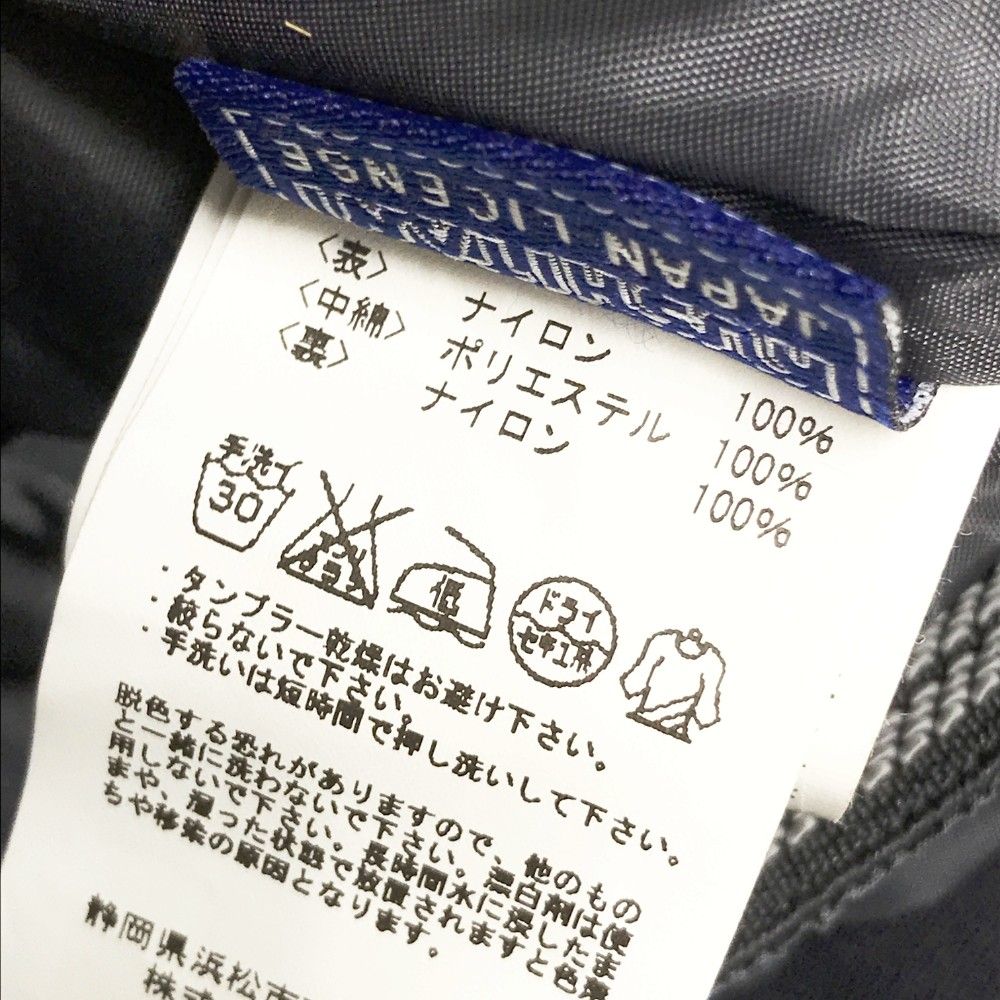 JAPAN LICENSE
〈表〉 ナイロン 100%
〈中綿〉 ポリエステル 100%
〈裏〉 ナイロン 100%
手洗イ
30
エンソ
サラシ
低
ドライ
セキユ系
・タンブラー乾燥はお避け下さい。
・絞らないで下さい。
・手洗いは短時間で押し洗いして下さい。
脱色する恐れがありますので、他のもの
と一緒に洗わないで下さい。漂白剤は使
用しないで下さい。長時間水に浸したま
まや、湿った状態で放置されますと色落
ちや移染の原因となります。
静岡県浜松市
株式